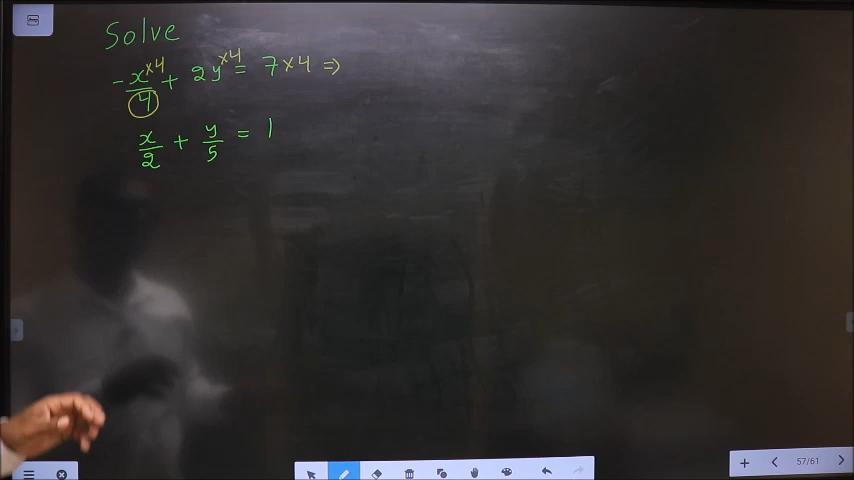 Solve
-x/4 ×4 + 2y ×4 = 7×4 ⇒
x/2 + y/5 = 1
57/61